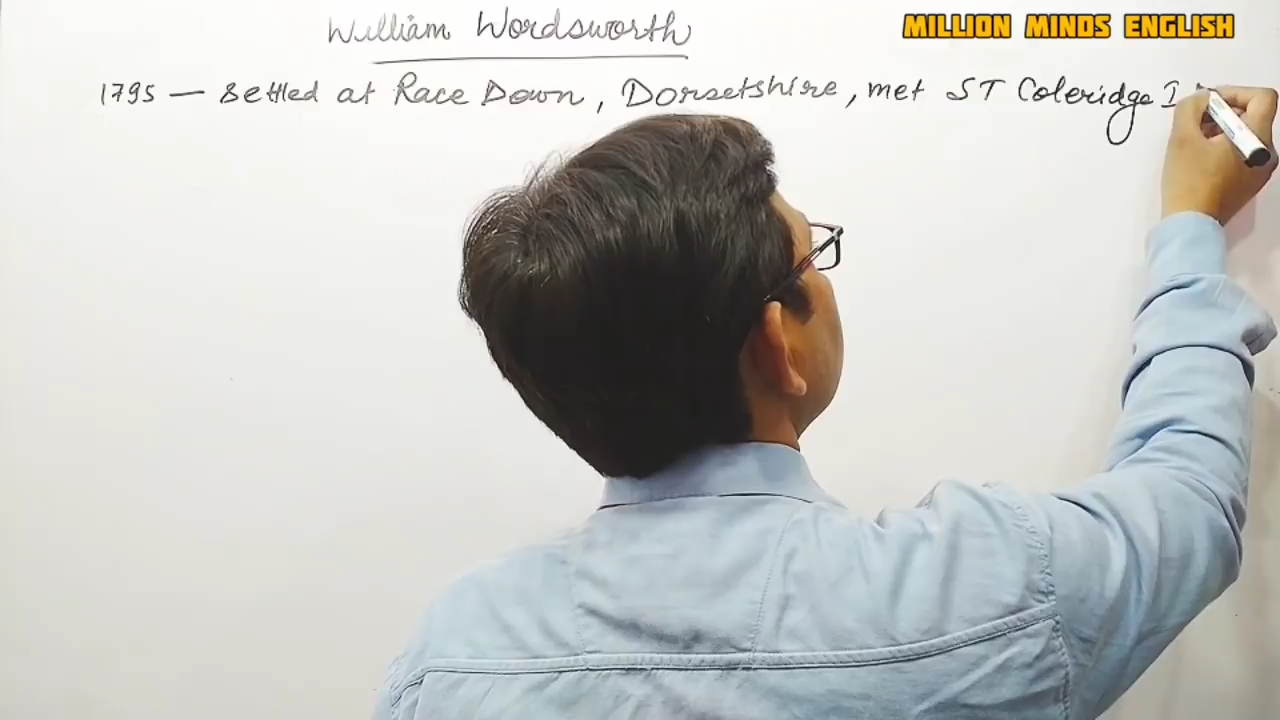 William Wordsworth
MILLION MINDS ENGLISH
1795 — Settled at Race Down, Dorsetshire, met ST Coleridge I